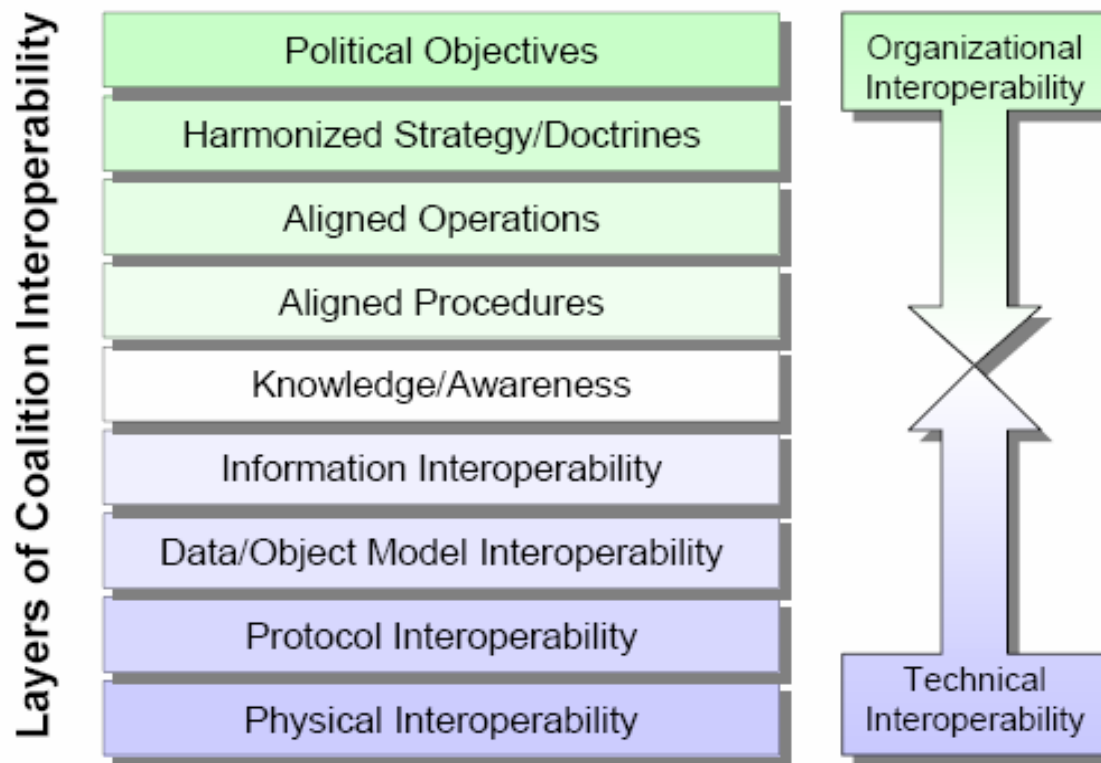 Layers of Coalition Interoperability
Political Objectives
Harmonized Strategy/Doctrines
Aligned Operations
Aligned Procedures
Knowledge/Awareness
Information Interoperability
Data/Object Model Interoperability
Protocol Interoperability
Physical Interoperability
Organizational
Interoperability
Technical
Interoperability